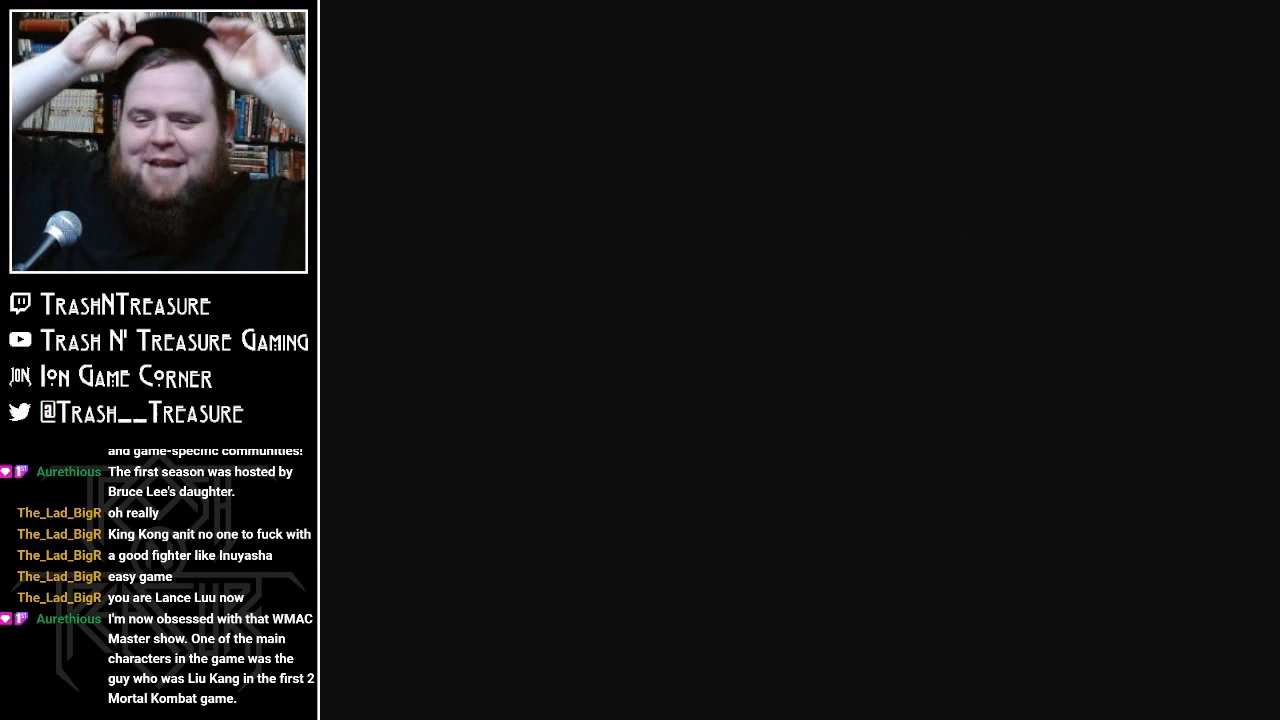 TrashNTreasure
Trash N' Treasure Gaming
ION Ion Game Corner
@Trash__Treasure
and game-specific communities!
Aurethious The first season was hosted by
Bruce Lee's daughter.
The_Lad_BigR oh really
The_Lad_BigR King Kong anit no one to fuck with
The_Lad_BigR a good fighter like Inuyasha
The_Lad_BigR easy game
The_Lad_BigR you are Lance Luu now
Aurethious I'm now obsessed with that WMAC
Master show. One of the main
characters in the game was the
guy who was Liu Kang in the first 2
Mortal Kombat game.